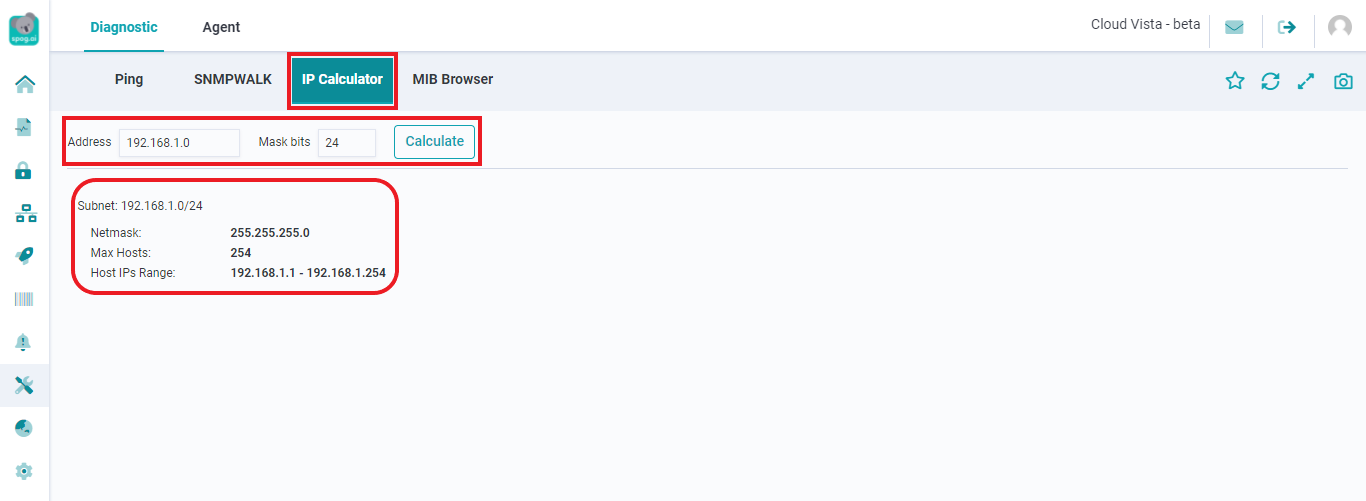 spog.ai
Diagnostic Agent Cloud Vista - beta
Ping SNMPWALK IP Calculator MIB Browser
Address 192.168.1.0 Mask bits 24 Calculate
Subnet: 192.168.1.0/24
Netmask: 255.255.255.0
Max Hosts: 254
Host IPs Range: 192.168.1.1 - 192.168.1.254